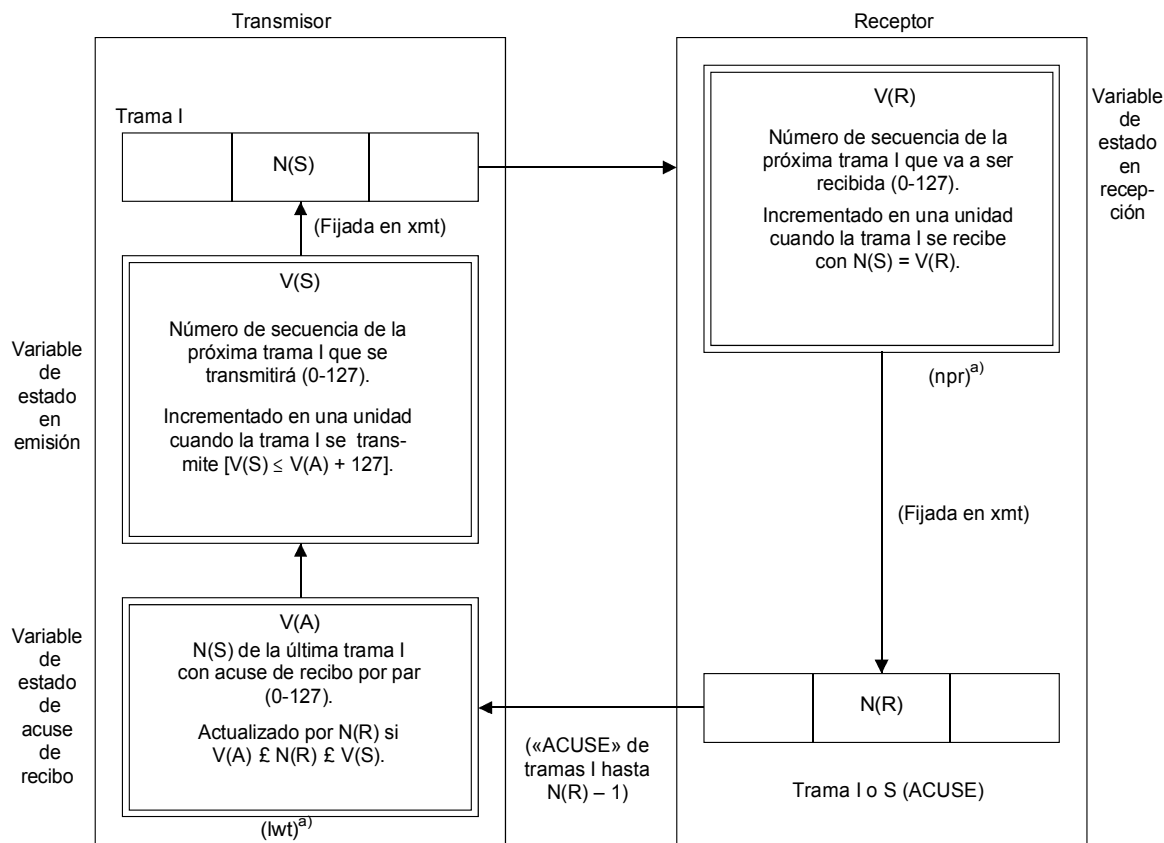 Transmisor
Receptor
Trama I
N(S)
(Fijada en xmt)
V(S)
Número de secuencia de la
próxima trama I que se
transmitirá (0-127).
Incrementado en una unidad
cuando la trama I se trans-
mite [V(S) ≤ V(A) + 127].
Variable
de
estado
en
emisión
V(A)
N(S) de la última trama I
con acuse de recibo por par
(0-127).
Actualizado por N(R) si
V(A) £ N(R) £ V(S).
Variable
de
estado
de
acuse
de
recibo
(lwt)a)
V(R)
Número de secuencia de la
próxima trama I que va a ser
recibida (0-127).
Incrementado en una unidad
cuando la trama I se recibe
con N(S) = V(R).
Variable
de
estado
en
recep-
ción
(npr)a)
(Fijada en xmt)
N(R)
(«ACUSE» de
tramas I hasta
N(R) – 1)
Trama I o S (ACUSE)